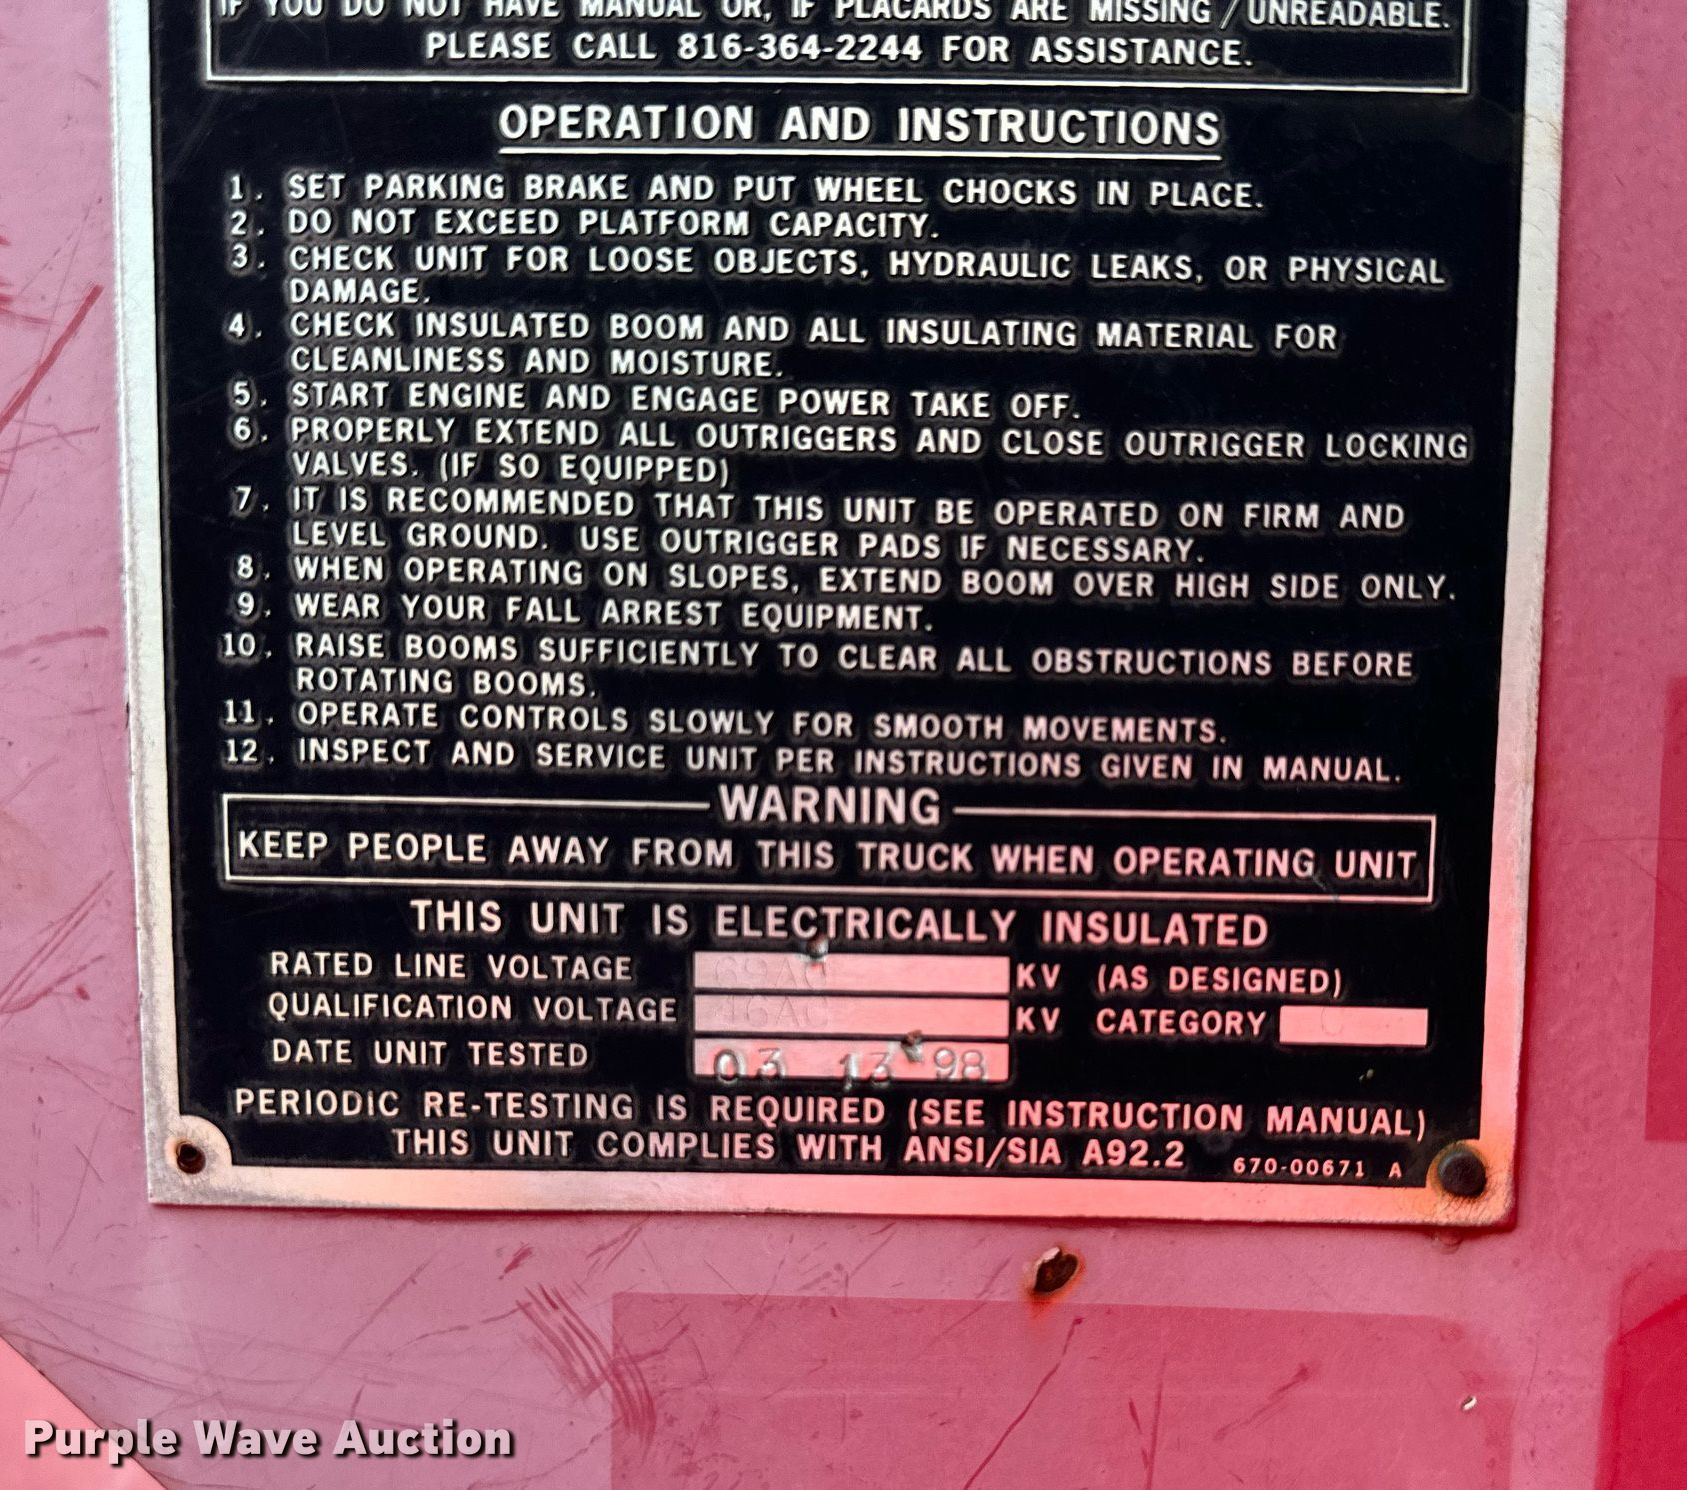 IF YOU DO NOT HAVE MANUAL OR, IF PLACARDS ARE MISSING/UNREADABLE.
PLEASE CALL 816-364-2244 FOR ASSISTANCE.
OPERATION AND INSTRUCTIONS
1. SET PARKING BRAKE AND PUT WHEEL CHOCKS IN PLACE.
2. DO NOT EXCEED PLATFORM CAPACITY.
3. CHECK UNIT FOR LOOSE OBJECTS, HYDRAULIC LEAKS, OR PHYSICAL
DAMAGE.
4. CHECK INSULATED BOOM AND ALL INSULATING MATERIAL FOR
CLEANLINESS AND MOISTURE.
5. START ENGINE AND ENGAGE POWER TAKE OFF.
6. PROPERLY EXTEND ALL OUTRIGGERS AND CLOSE OUTRIGGER LOCKING
VALVES. (IF SO EQUIPPED)
7. IT IS RECOMMENDED THAT THIS UNIT BE OPERATED ON FIRM AND
LEVEL GROUND. USE OUTRIGGER PADS IF NECESSARY.
8. WHEN OPERATING ON SLOPES, EXTEND BOOM OVER HIGH SIDE ONLY.
9. WEAR YOUR FALL ARREST EQUIPMENT.
10. RAISE BOOMS SUFFICIENTLY TO CLEAR ALL OBSTRUCTIONS BEFORE
ROTATING BOOMS.
11. OPERATE CONTROLS SLOWLY FOR SMOOTH MOVEMENTS.
12. INSPECT AND SERVICE UNIT PER INSTRUCTIONS GIVEN IN MANUAL.
WARNING
KEEP PEOPLE AWAY FROM THIS TRUCK WHEN OPERATING UNIT
THIS UNIT IS ELECTRICALLY INSULATED
RATED LINE VOLTAGE 69AC KV (AS DESIGNED)
QUALIFICATION VOLTAGE 46AC KV CATEGORY C
DATE UNIT TESTED 03 13 98
PERIODIC RE-TESTING IS REQUIRED (SEE INSTRUCTION MANUAL)
THIS UNIT COMPLIES WITH ANSI/SIA A92.2 670-00671 A
Purple Wave Auction